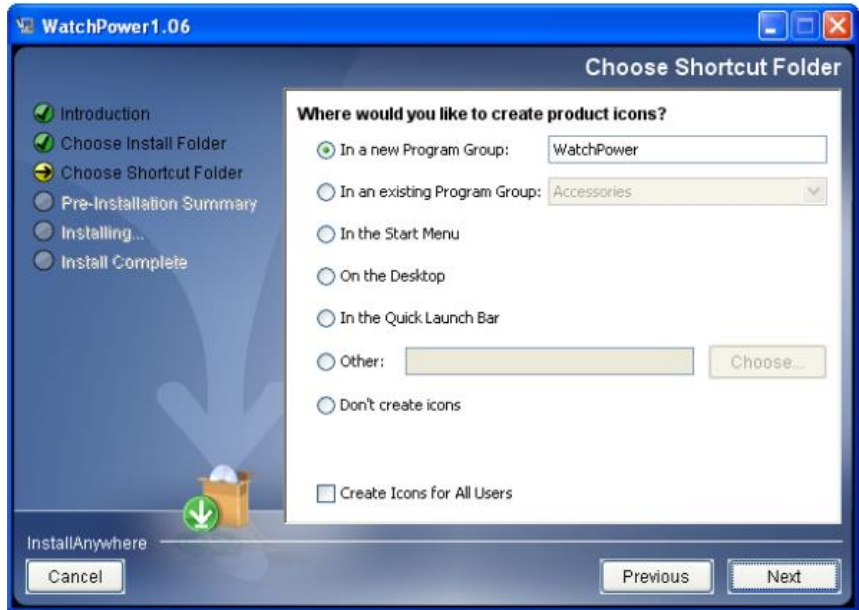 WatchPower1.06
Choose Shortcut Folder
Introduction
Choose Install Folder
Choose Shortcut Folder
Pre-Installation Summary
Installing...
Install Complete
Where would you like to create product icons?
In a new Program Group: WatchPower
In an existing Program Group: Accessories
In the Start Menu
On the Desktop
In the Quick Launch Bar
Other: Choose...
Don't create icons
Create Icons for All Users
InstallAnywhere
Cancel Previous Next